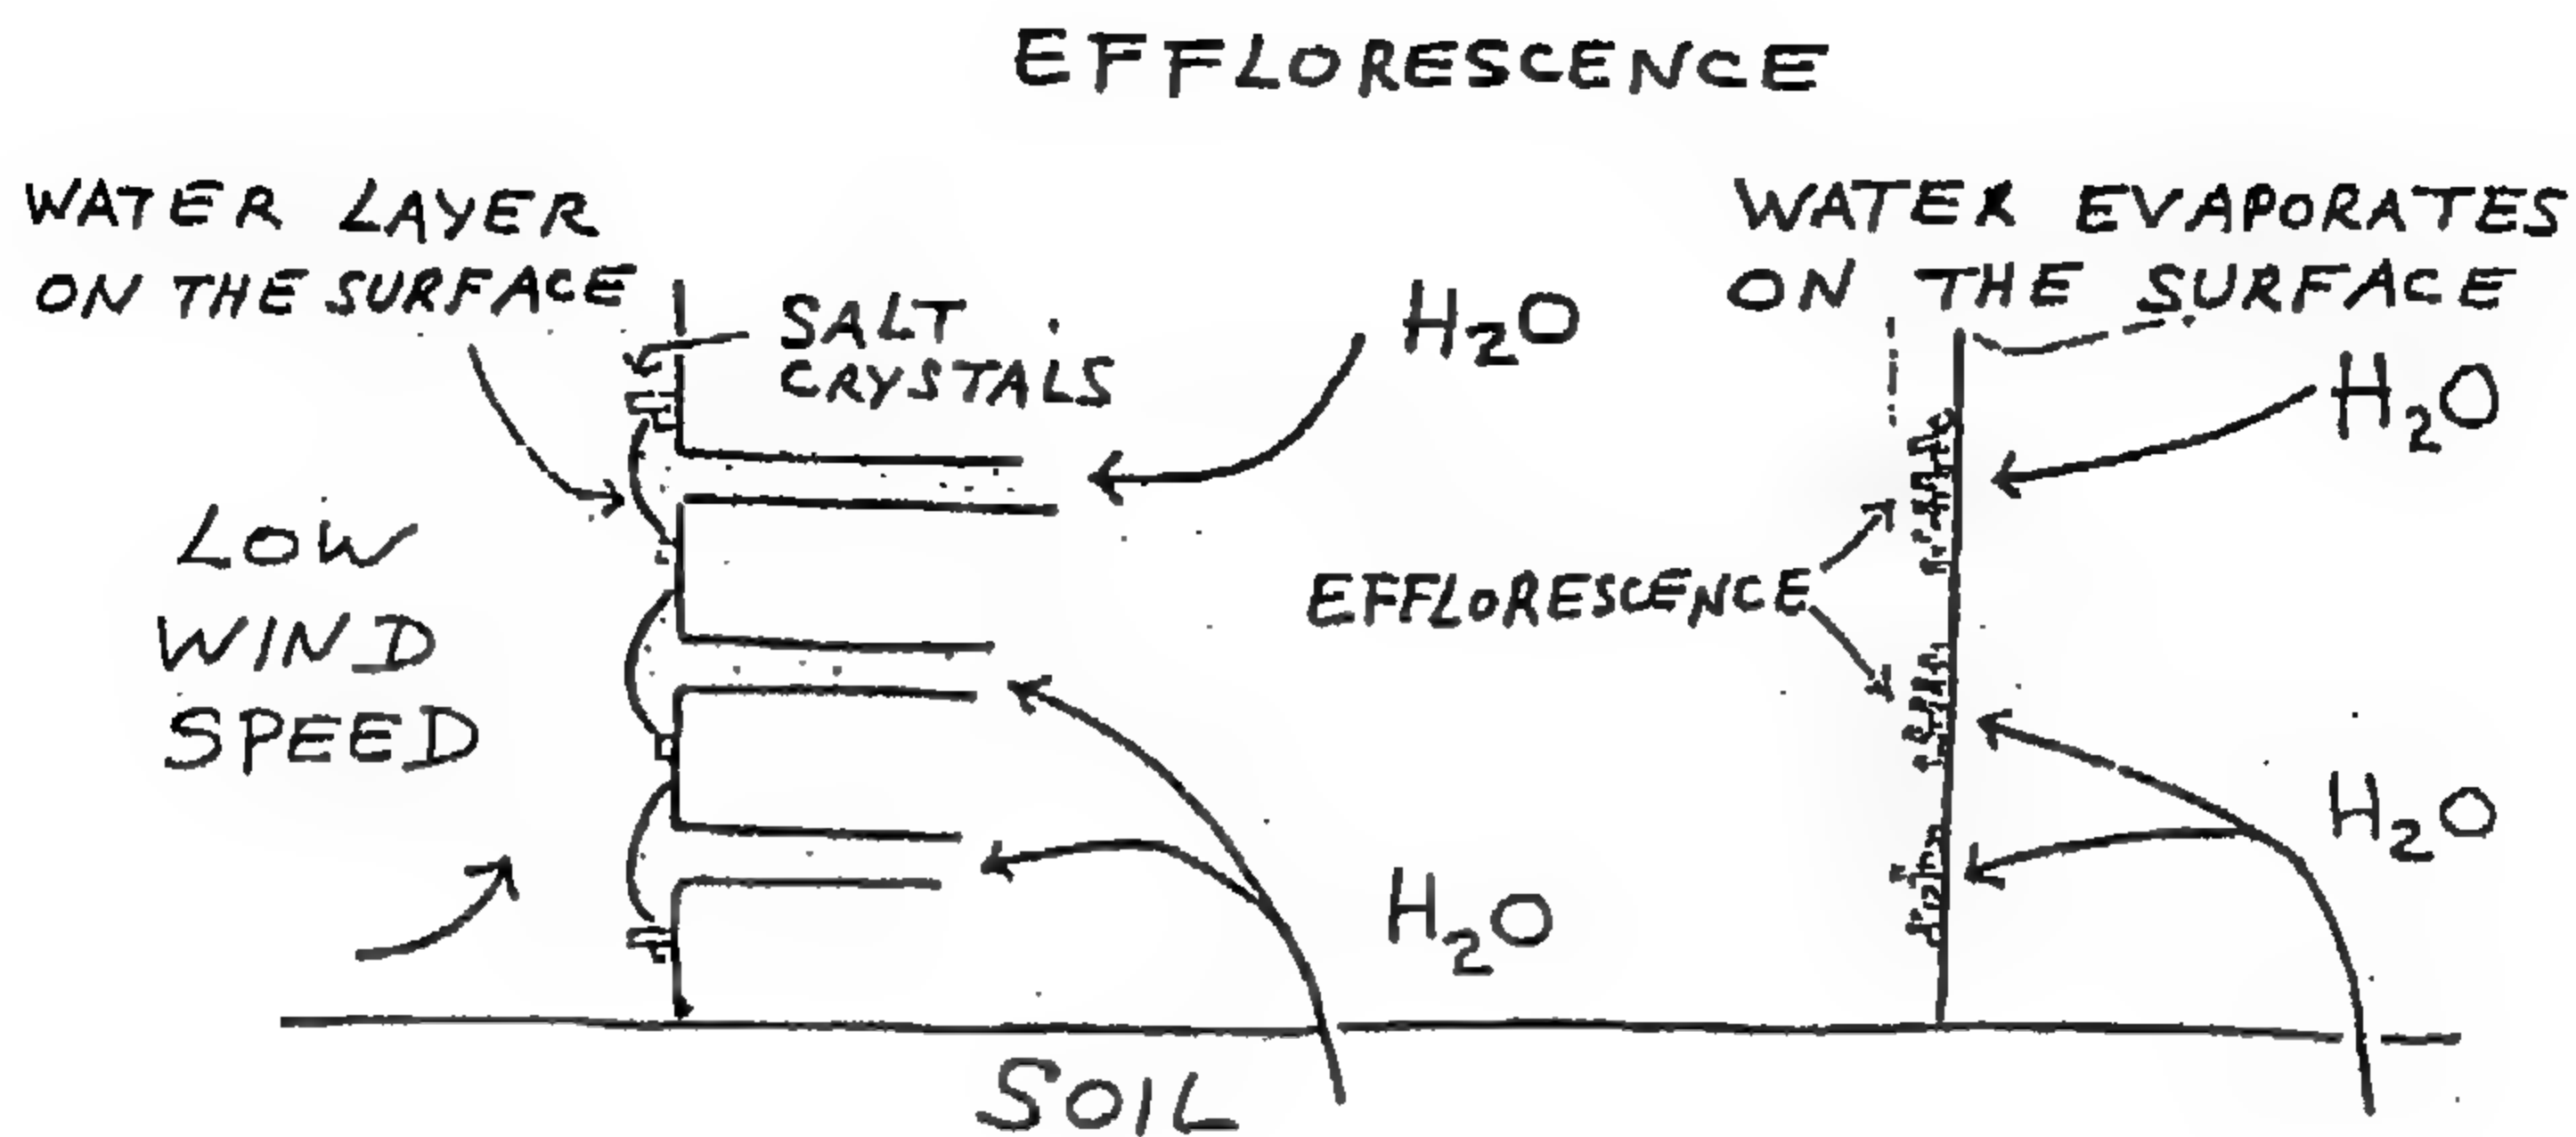 EFFLORESCENCE
WATER LAYER
ON THE SURFACE
SALT
CRYSTALS
H₂O
LOW
WIND
SPEED
H₂O
SOIL
WATER EVAPORATES
ON THE SURFACE
H₂O
EFFLORESCENCE
H₂O